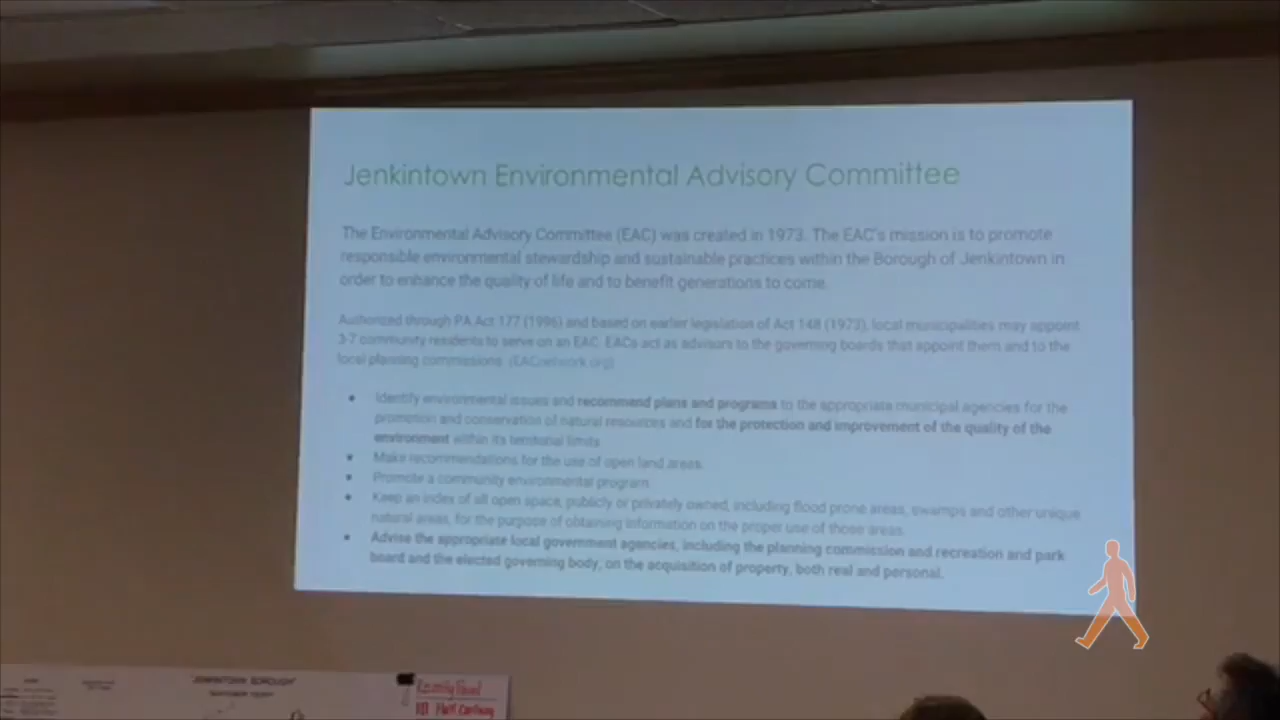 Jenkintown Environmental Advisory Committee
The Environmental Advisory Committee (EAC) was created in 1973. The EAC's mission is to promote
responsible environmental stewardship and sustainable practices within the Borough of Jenkintown in
order to enhance the quality of life and to benefit generations to come.
Authorized through PA Act 177 (1996) and based on earlier legislation of Act 148 (1973), local municipalities may appoint
3-7 community residents to serve on an EAC. EACs act as advisors to the governing boards that appoint them and to the
local planning commissions. (EACnetwork.org)
• Identify environmental issues and recommend plans and programs to the appropriate municipal agencies for the
promotion and conservation of natural resources and for the protection and improvement of the quality of the
environment within its territorial limits.
• Make recommendations for the use of open land areas.
• Promote a community environmental program.
• Keep an index of all open space, publicly or privately owned, including flood prone areas, swamps and other unique
natural areas, for the purpose of obtaining information on the proper use of those areas.
• Advise the appropriate local government agencies, including the planning commission and recreation and park
board and the elected governing body, on the acquisition of property, both real and personal.
JENKINTOWN BOROUGH